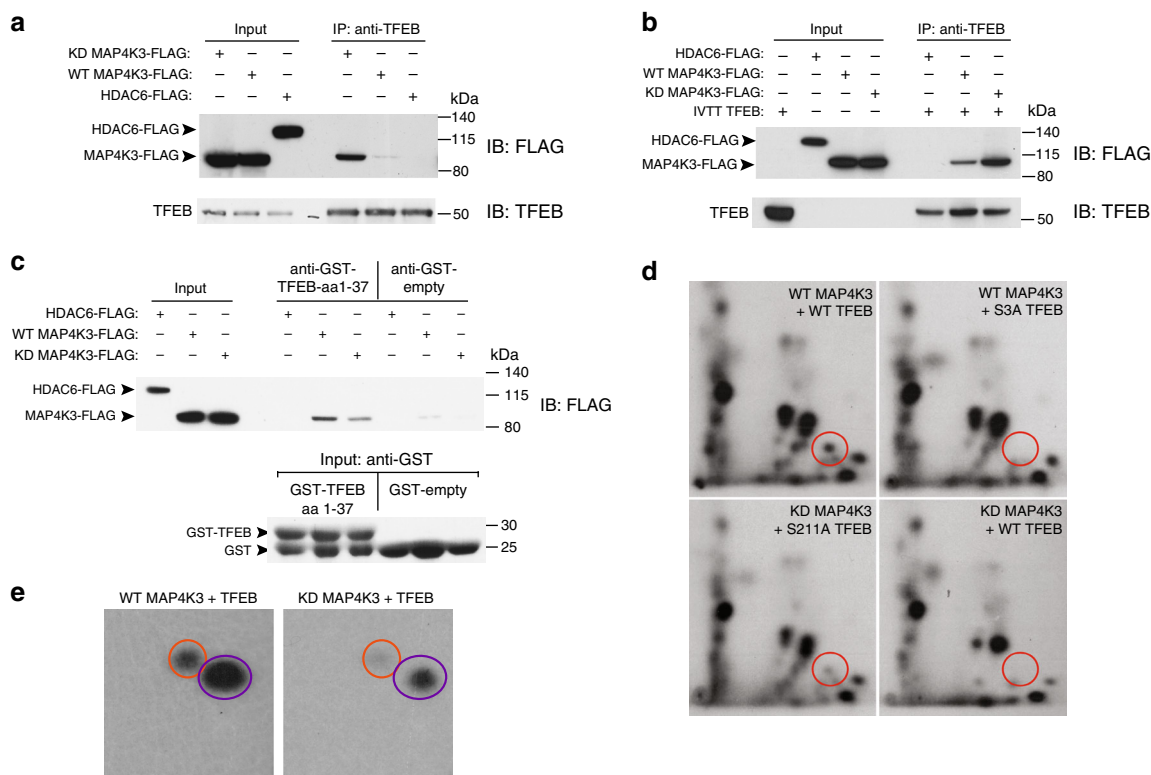 a
Input IP: anti-TFEB
KD MAP4K3-FLAG: + – – + – –
WT MAP4K3-FLAG: – + – – + –
HDAC6-FLAG: – – + – – +
kDa
HDAC6-FLAG
MAP4K3-FLAG
140
115
80
IB: FLAG
TFEB
50
IB: TFEB
b
Input IP: anti-TFEB
HDAC6-FLAG: – + – – + – –
WT MAP4K3-FLAG: – – + – – + –
KD MAP4K3-FLAG: – – – + – – +
IVTT TFEB: + – – – + + +
kDa
HDAC6-FLAG
MAP4K3-FLAG
140
115
80
IB: FLAG
TFEB
50
IB: TFEB
c
Input
anti-GST-
TFEB-aa1-37
anti-GST-
empty
HDAC6-FLAG: + – – + – – + – –
WT MAP4K3-FLAG: – + – – + – – + –
KD MAP4K3-FLAG: – – + – – + – – +
kDa
HDAC6-FLAG
MAP4K3-FLAG
140
115
80
IB: FLAG
Input: anti-GST
GST-TFEB
aa 1-37
GST-empty
GST-TFEB
GST
30
25
d
WT MAP4K3
+ WT TFEB
WT MAP4K3
+ S3A TFEB
KD MAP4K3
+ S211A TFEB
KD MAP4K3
+ WT TFEB
e
WT MAP4K3 + TFEB
KD MAP4K3 + TFEB